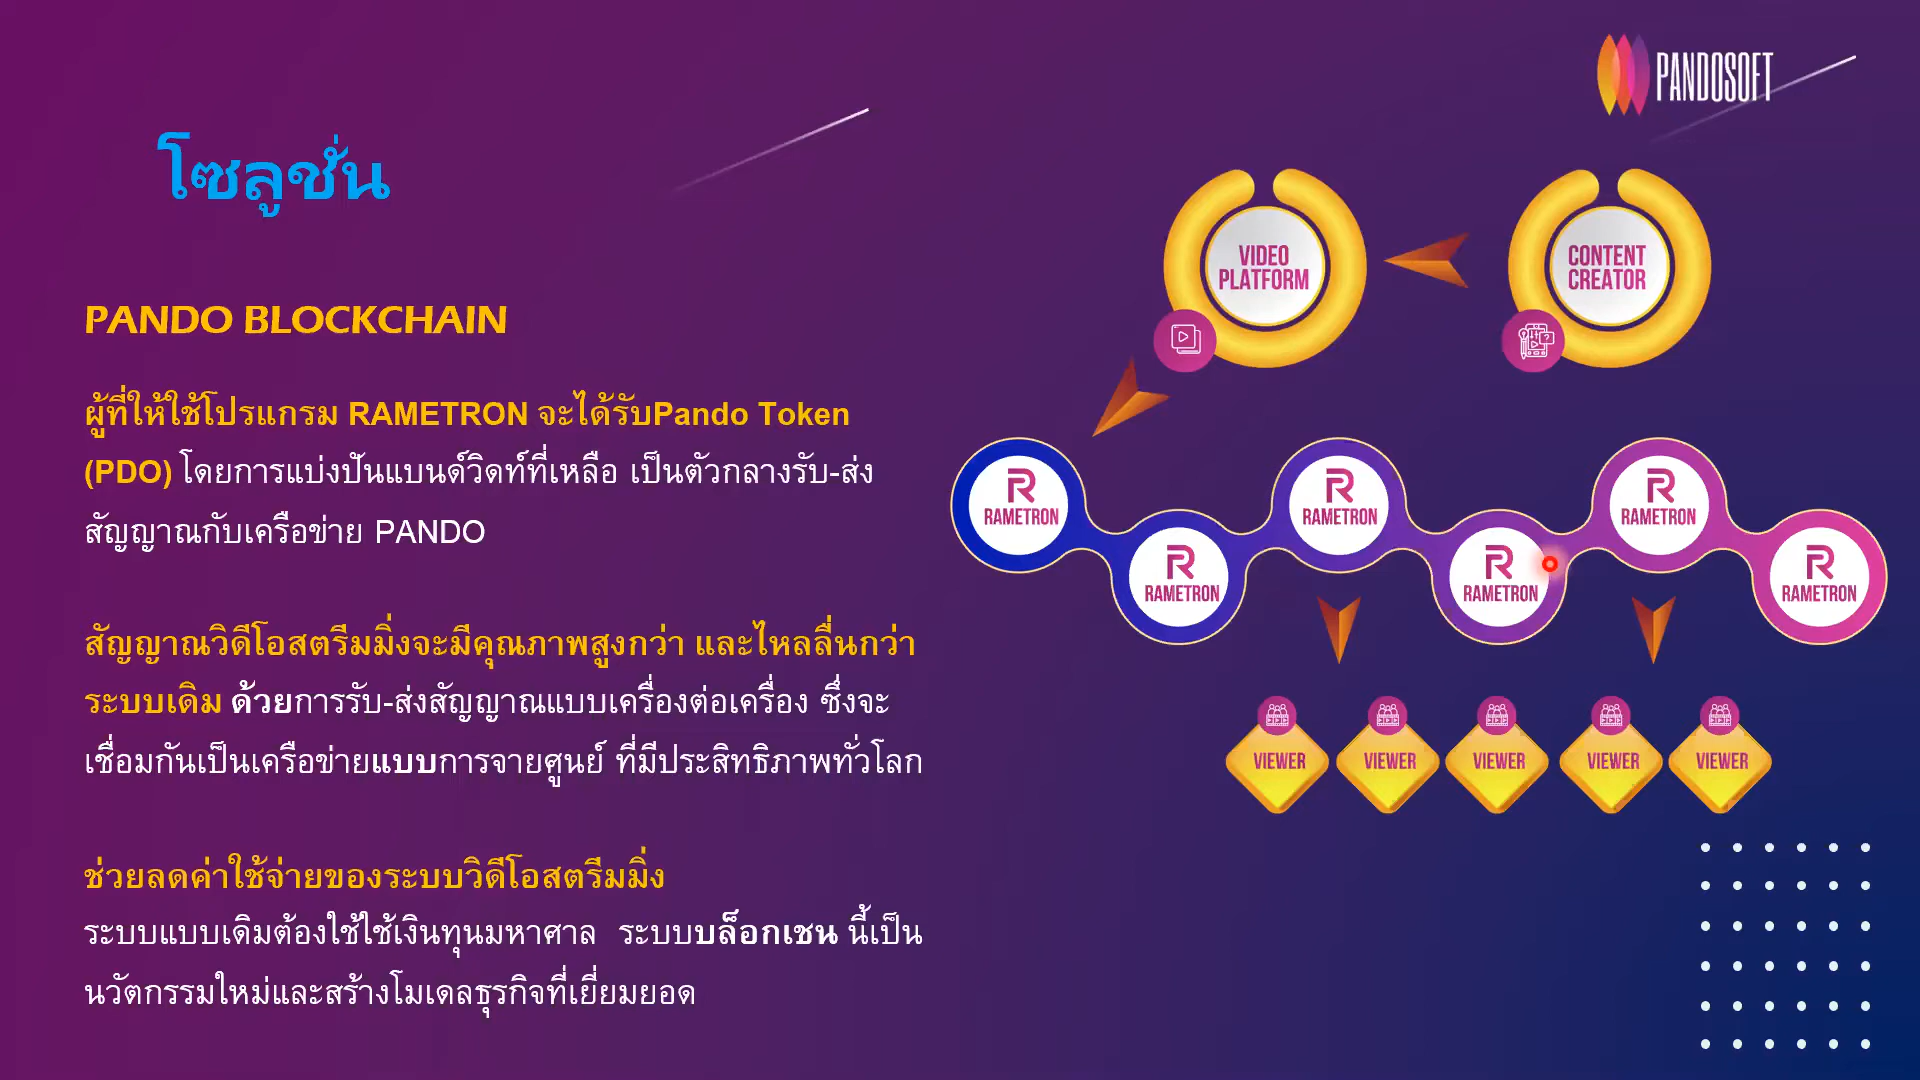 PANDOSOFT
โซลูชั่น
PANDO BLOCKCHAIN
ผู้ที่ให้ใช้โปรแกรม RAMETRON จะได้รับPando Token
(PDO) โดยการแบ่งปันแบนด์วิดท์ที่เหลือ เป็นตัวกลางรับ-ส่ง
สัญญาณกับเครือข่าย PANDO
สัญญาณวิดีโอสตรีมมิ่งจะมีคุณภาพสูงกว่า และไหลลื่นกว่า
ระบบเดิม ด้วยการรับ-ส่งสัญญาณแบบเครื่องต่อเครื่อง ซึ่งจะ
เชื่อมกันเป็นเครือข่ายแบบการจายศูนย์ ที่มีประสิทธิภาพทั่วโลก
ช่วยลดค่าใช้จ่ายของระบบวิดีโอสตรีมมิ่ง
ระบบแบบเดิมต้องใช้ใช้เงินทุนมหาศาล ระบบบล็อกเชน นี้เป็น
นวัตกรรมใหม่และสร้างโมเดลธุรกิจที่เยี่ยมยอด
VIDEO
PLATFORM
CONTENT
CREATOR
RAMETRON
RAMETRON
RAMETRON
RAMETRON
RAMETRON
RAMETRON
VIEWER
VIEWER
VIEWER
VIEWER
VIEWER